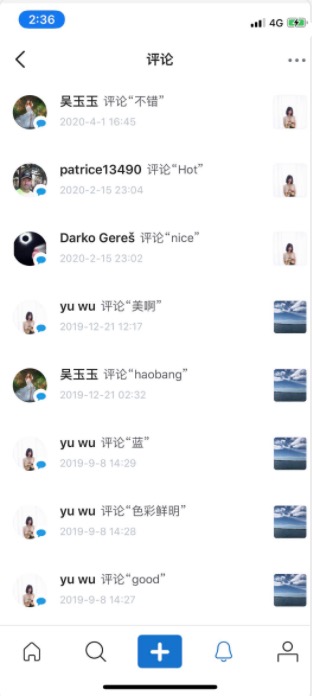 2:36
4G
评论
吴玉玉 评论“不错”
2020-4-1 16:45
patrice13490 评论“Hot”
2020-2-15 23:04
Darko Gereš 评论“nice”
2020-2-15 23:02
yu wu 评论“美啊”
2019-12-21 12:17
吴玉玉 评论“haobang”
2019-12-21 02:32
yu wu 评论“蓝”
2019-9-8 14:29
yu wu 评论“色彩鲜明”
2019-9-8 14:28
yu wu 评论“good”
2019-9-8 14:27